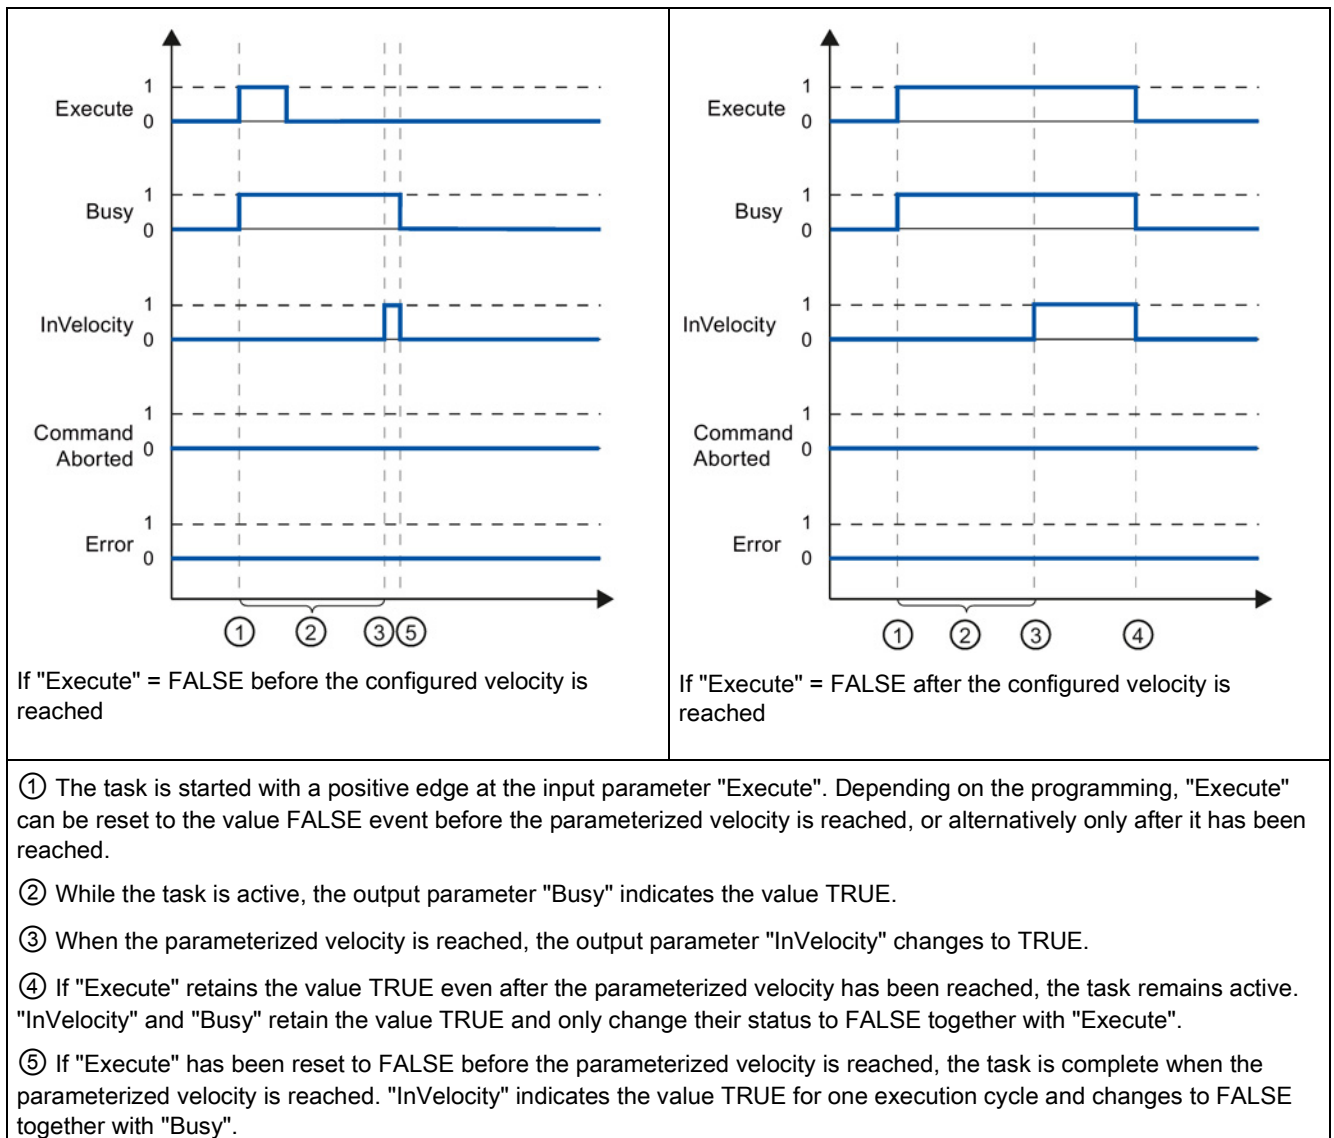 1
Execute
0
1
Busy
0
1
InVelocity
0
1
Command
Aborted
0
1
Error
0
① ② ③⑤
If "Execute" = FALSE before the configured velocity is
reached
1
Execute
0
1
Busy
0
1
InVelocity
0
1
Command
Aborted
0
1
Error
0
① ② ③ ④
If "Execute" = FALSE after the configured velocity is
reached
① The task is started with a positive edge at the input parameter "Execute". Depending on the programming, "Execute"
can be reset to the value FALSE event before the parameterized velocity is reached, or alternatively only after it has been
reached.
② While the task is active, the output parameter "Busy" indicates the value TRUE.
③ When the parameterized velocity is reached, the output parameter "InVelocity" changes to TRUE.
④ If "Execute" retains the value TRUE even after the parameterized velocity has been reached, the task remains active.
"InVelocity" and "Busy" retain the value TRUE and only change their status to FALSE together with "Execute".
⑤ If "Execute" has been reset to FALSE before the parameterized velocity is reached, the task is complete when the
parameterized velocity is reached. "InVelocity" indicates the value TRUE for one execution cycle and changes to FALSE
together with "Busy".